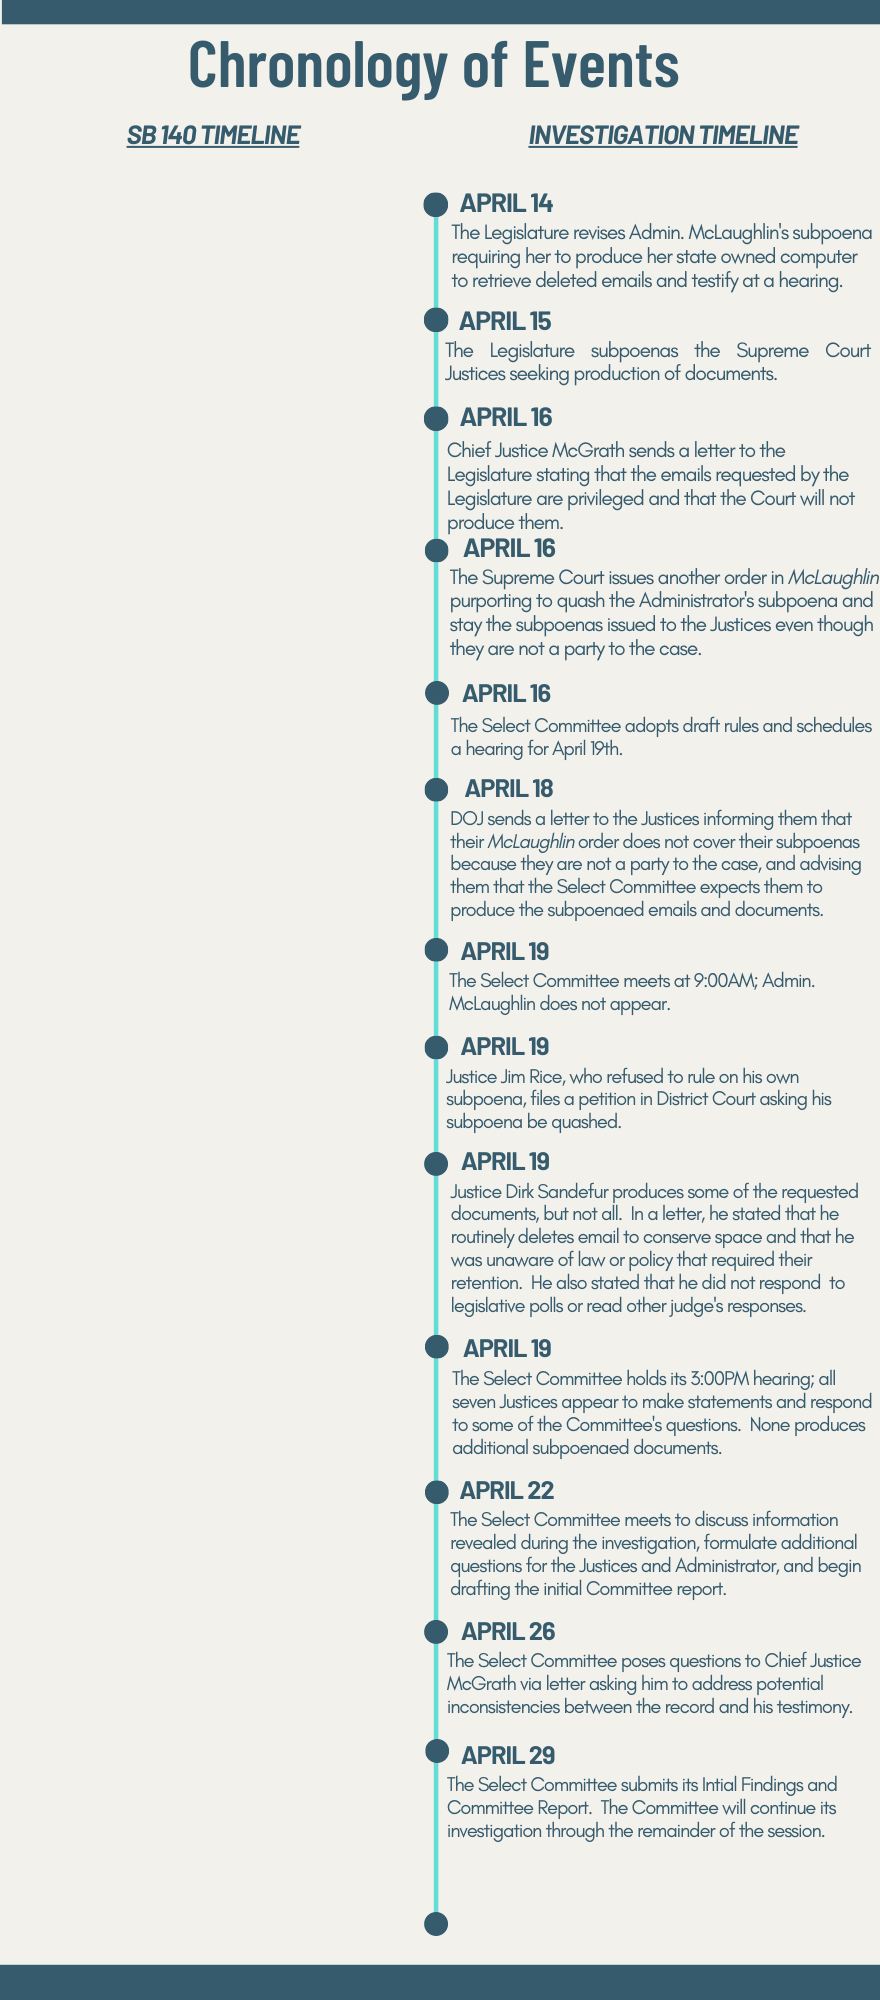 Chronology of Events
SB 140 TIMELINE
INVESTIGATION TIMELINE
APRIL 14
The Legislature revises Admin. McLaughlin's subpoena
requiring her to produce her state owned computer
to retrieve deleted emails and testify at a hearing.
APRIL 15
The Legislature subpoenas the Supreme Court
Justices seeking production of documents.
APRIL 16
Chief Justice McGrath sends a letter to the
Legislature stating that the emails requested by the
Legislature are privileged and that the Court will not
produce them.
APRIL 16
The Supreme Court issues another order in McLaughlin
purporting to quash the Administrator's subpoena and
stay the subpoenas issued to the Justices even though
they are not a party to the case.
APRIL 16
The Select Committee adopts draft rules and schedules
a hearing for April 19th.
APRIL 18
DOJ sends a letter to the Justices informing them that
their McLaughlin order does not cover their subpoenas
because they are not a party to the case, and advising
them that the Select Committee expects them to
produce the subpoenaed emails and documents.
APRIL 19
The Select Committee meets at 9:00AM; Admin.
McLaughlin does not appear.
APRIL 19
Justice Jim Rice, who refused to rule on his own
subpoena, files a petition in District Court asking his
subpoena be quashed.
APRIL 19
Justice Dirk Sandefur produces some of the requested
documents, but not all. In a letter, he stated that he
routinely deletes email to conserve space and that he
was unaware of law or policy that required their
retention. He also stated that he did not respond to
legislative polls or read other judge's responses.
APRIL 19
The Select Committee holds its 3:00PM hearing; all
seven Justices appear to make statements and respond
to some of the Committee's questions. None produces
additional subpoenaed documents.
APRIL 22
The Select Committee meets to discuss information
revealed during the investigation, formulate additional
questions for the Justices and Administrator, and begin
drafting the initial Committee report.
APRIL 26
The Select Committee poses questions to Chief Justice
McGrath via letter asking him to address potential
inconsistencies between the record and his testimony.
APRIL 29
The Select Committee submits its Intial Findings and
Committee Report. The Committee will continue its
investigation through the remainder of the session.